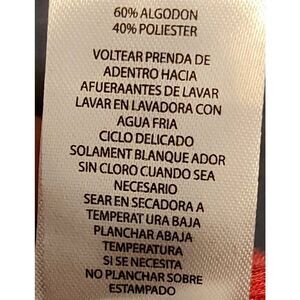 60% ALGODON
40% POLIESTER
VOLTEAR PRENDA DE
ADENTRO HACIA
AFUERAANTES DE LAVAR
LAVAR EN LAVADORA CON
AGUA FRIA
CICLO DELICADO
SOLAMENT BLANQUE ADOR
SIN CLORO CUANDO SEA
NECESARIO
SEAR EN SECADORA A
TEMPERAT URA BAJA
PLANCHAR ABAJA
TEMPERATURA
SI SE NECESITA
NO PLANCHAR SOBRE
ESTAMPADO